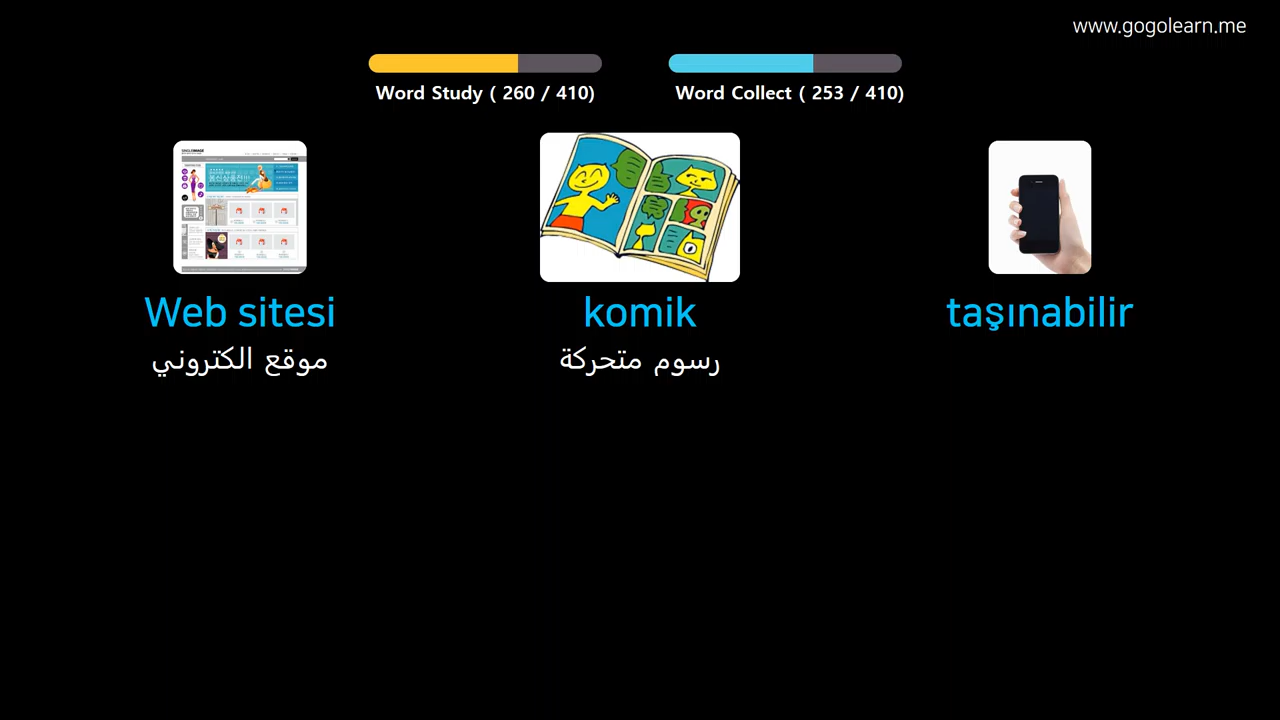 www.gogolearn.me
Word Study ( 260 / 410)
Word Collect ( 253 / 410)
Web sitesi
komik
taşınabilir
موقع الكتروني
رسوم متحركة